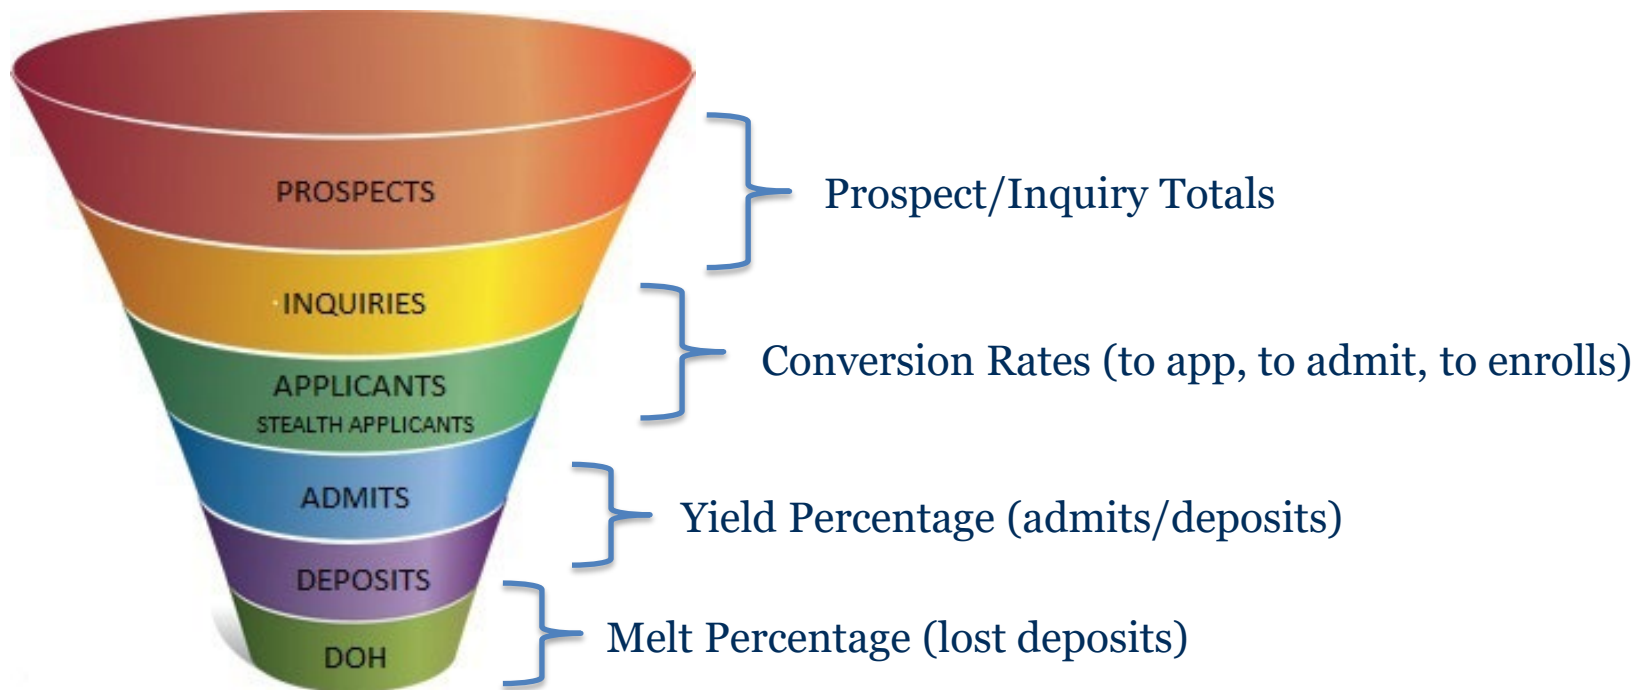 PROSPECTS
Prospect/Inquiry Totals
INQUIRIES
Conversion Rates (to app, to admit, to enrolls)
APPLICANTS
STEALTH APPLICANTS
ADMITS
Yield Percentage (admits/deposits)
DEPOSITS
Melt Percentage (lost deposits)
DOH